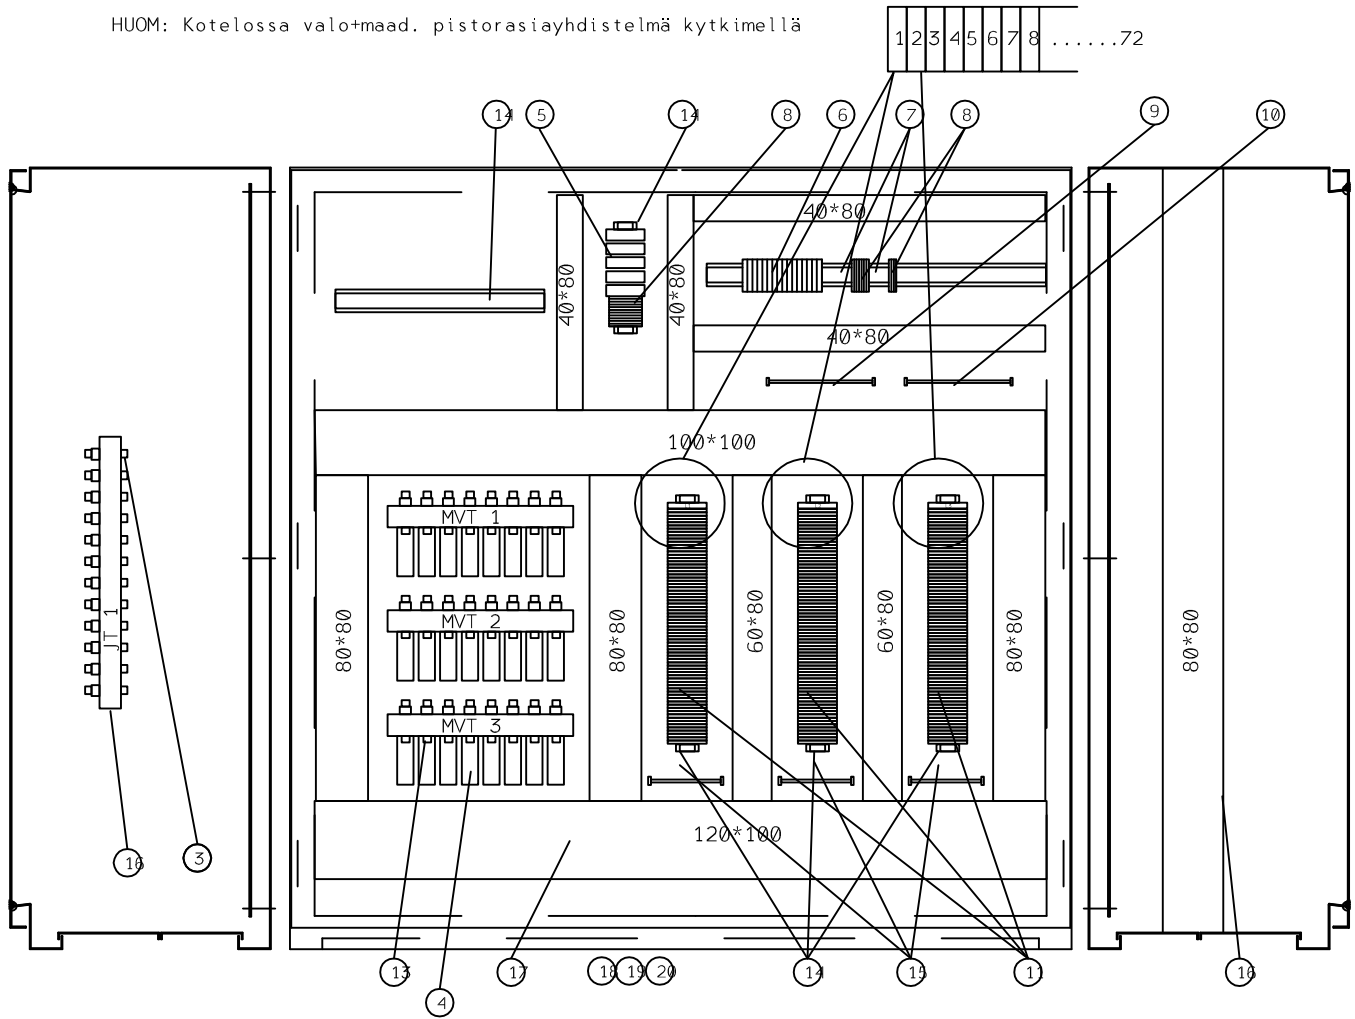 HUOM: Kotelossa valo+maad. pistorasiayhdistelmä kytkimellä
1 2 3 4 5 6 7 8 ......72
14 5 14 8 6 7 8 9 10
40*80
40*80
40*80
40*80
100*100
MVT 1
MVT 2
MVT 3
JT 1
80*80
80*80
60*80
60*80
80*80
80*80
120*100
16 3
13 17 18 19 20 14 15 11 16
4